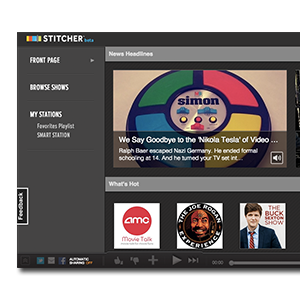 STITCHER beta
FRONT PAGE
BROWSE SHOWS
MY STATIONS
Favorites Playlist
SMART STATION
Feedback
News Headlines
simon
We Say Goodbye to the 'Nikola Tesla' of Video ...
Ralph Baer escaped Nazi Germany. He ended formal
schooling at 14. And he turned your TV set int...
What's Hot
amc
Movie Talk
THE JOE ROGAN
EXPERIENCE
THE
BUCK
SEXTON
SHOW
AUTOMATIC
SHARING OFF
00:00